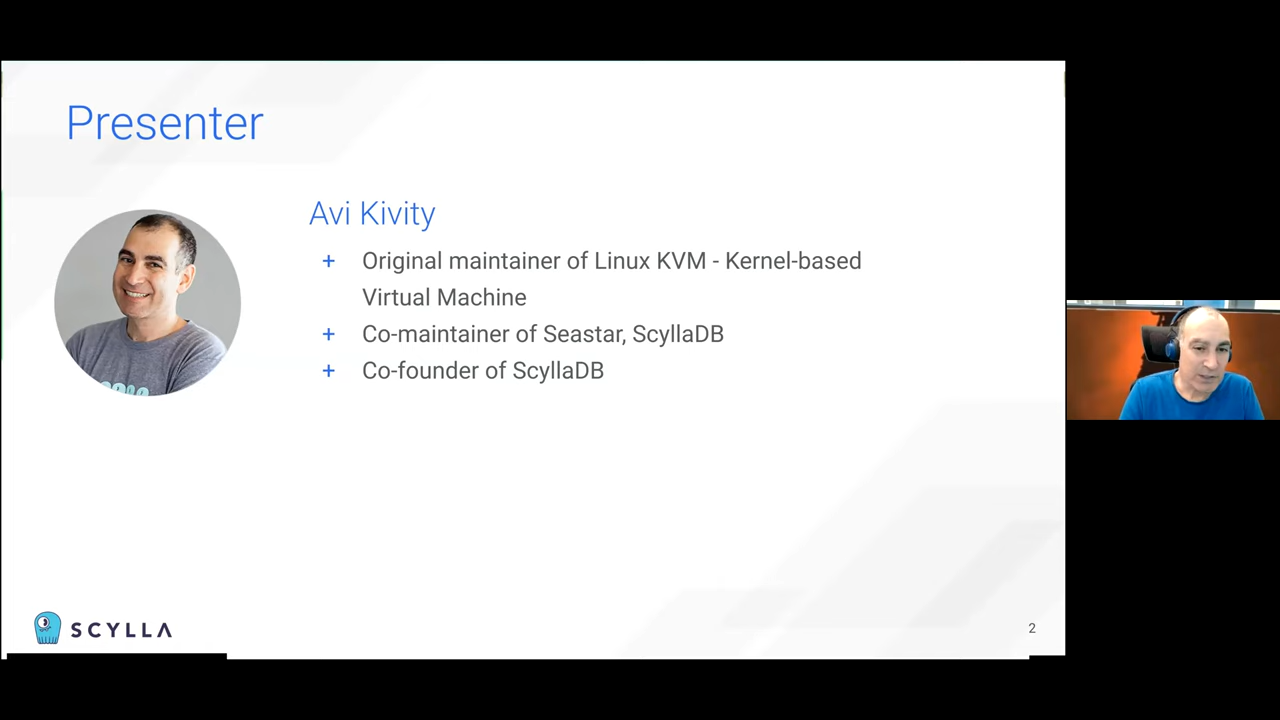 Presenter
Avi Kivity
+ Original maintainer of Linux KVM - Kernel-based
Virtual Machine
+ Co-maintainer of Seastar, ScyllaDB
+ Co-founder of ScyllaDB
SCYLLA
2